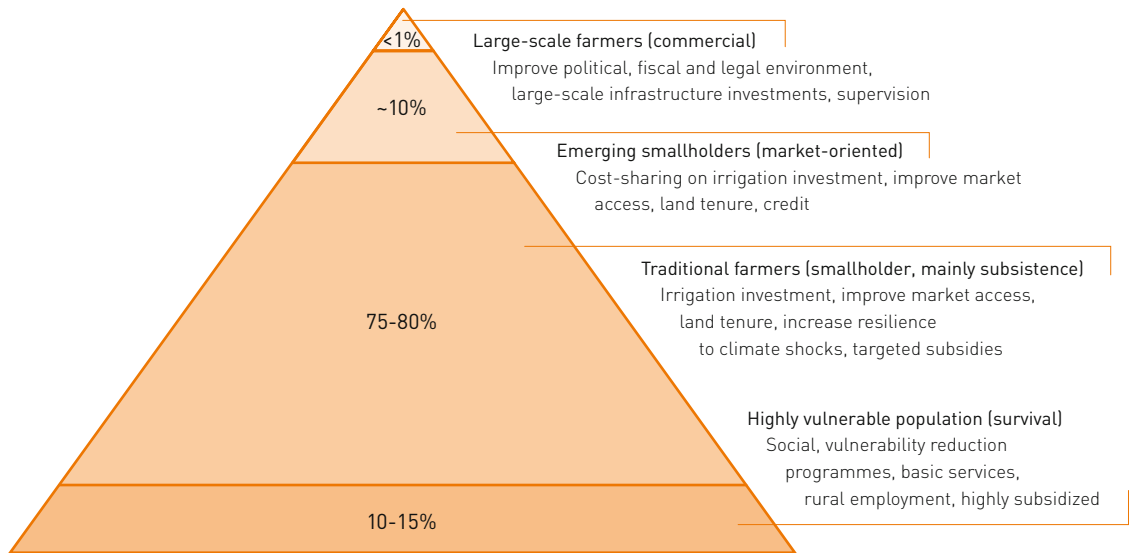 <1%
Large-scale farmers (commercial)
Improve political, fiscal and legal environment,
large-scale infrastructure investments, supervision
~10%
Emerging smallholders (market-oriented)
Cost-sharing on irrigation investment, improve market
access, land tenure, credit
75-80%
Traditional farmers (smallholder, mainly subsistence)
Irrigation investment, improve market access,
land tenure, increase resilience
to climate shocks, targeted subsidies
10-15%
Highly vulnerable population (survival)
Social, vulnerability reduction
programmes, basic services,
rural employment, highly subsidized